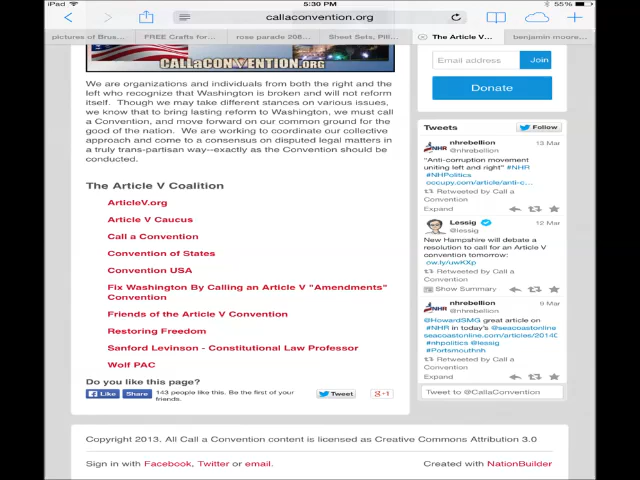 iPad
5:30 PM
55%
callaconvention.org
pictures of Brus...
FREE Crafts for...
rose parade 208...
Sheet Sets, Pill...
The Article V...
benjamin moore...
CALLaCONVENTION.ORG
We are organizations and individuals from both the right and the
left who recognize that Washington is broken and will not reform
itself. Though we may take different stances on various issues,
we know that to bring lasting reform to Washington, we must call
a Convention, and move forward on our common ground for the
good of the nation. We are working to coordinate our collective
approach and come to a consensus on disputed legal matters in
a truly trans-partisan way--exactly as the Convention should be
conducted.
The Article V Coalition
ArticleV.org
Article V Caucus
Call a Convention
Convention of States
Convention USA
Fix Washington By Calling an Article V "Amendments"
Convention
Friends of the Article V Convention
Restoring Freedom
Sanford Levinson - Constitutional Law Professor
Wolf PAC
Do you like this page?
Like
Share
143 people like this. Be the first of your
friends.
Tweet
+1
Email address
Join
Donate
Tweets
Follow
nhrebellion
13 Mar
@nhrebellion
"Anti-corruption movement
uniting left and right" #NHR
#NHPolitics
occupy.com/article/anti-c...
Retweeted by Call a
Convention
Expand
Lessig
12 Mar
@lessig
New Hampshire will debate a
resolution to call for an Article V
convention tomorrow:
ow.ly/uwKXp
Retweeted by Call a
Convention
Show Summary
nhrebellion
9 Mar
@nhrebellion
@HowardSMG great article on
#NHR in today's @seacoastonline
seacoastonline.com/articles/20140
#nhpolitics @lessig
#Portsmouthnh
Retweeted by Call a
Convention
Expand
Tweet to @CallaConvention
Copyright 2013, All Call a Convention content is licensed as Creative Commons Attribution 3.0
Sign in with Facebook, Twitter or email.
Created with NationBuilder